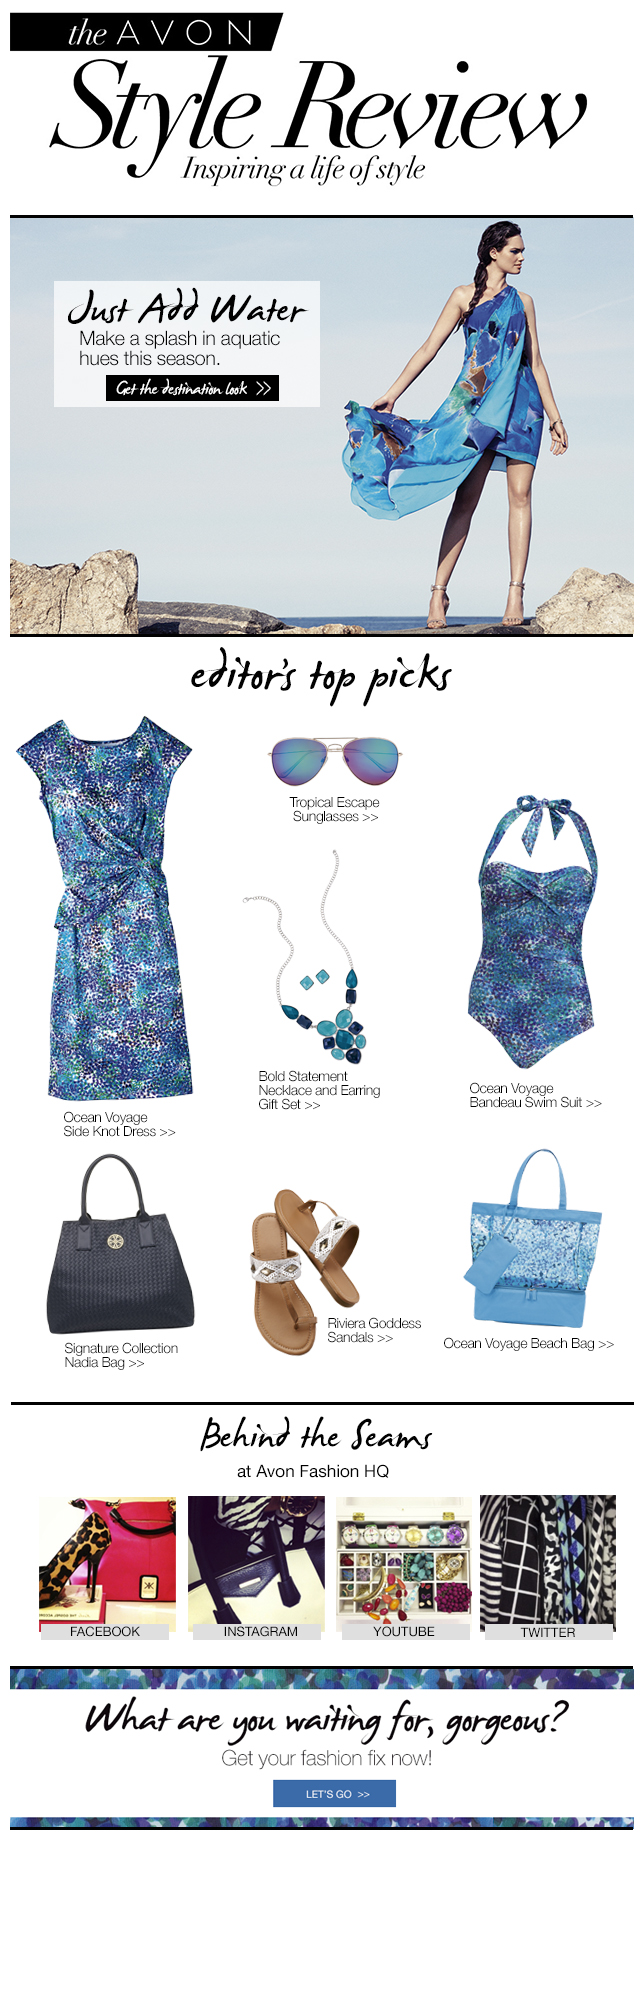 the AVON
Style Review
Inspiring a life of style
Just Add Water
Make a splash in aquatic
hues this season.
Get the destination look >>
editor's top picks
Tropical Escape
Sunglasses >>
Bold Statement
Necklace and Earring
Gift Set >>
Ocean Voyage
Bandeau Swim Suit >>
Ocean Voyage
Side Knot Dress >>
Signature Collection
Nadia Bag >>
Riviera Goddess
Sandals >>
Ocean Voyage Beach Bag >>
Behind the Seams
at Avon Fashion HQ
FACEBOOK
INSTAGRAM
YOUTUBE
TWITTER
What are you waiting for, gorgeous?
Get your fashion fix now!
LET'S GO >>